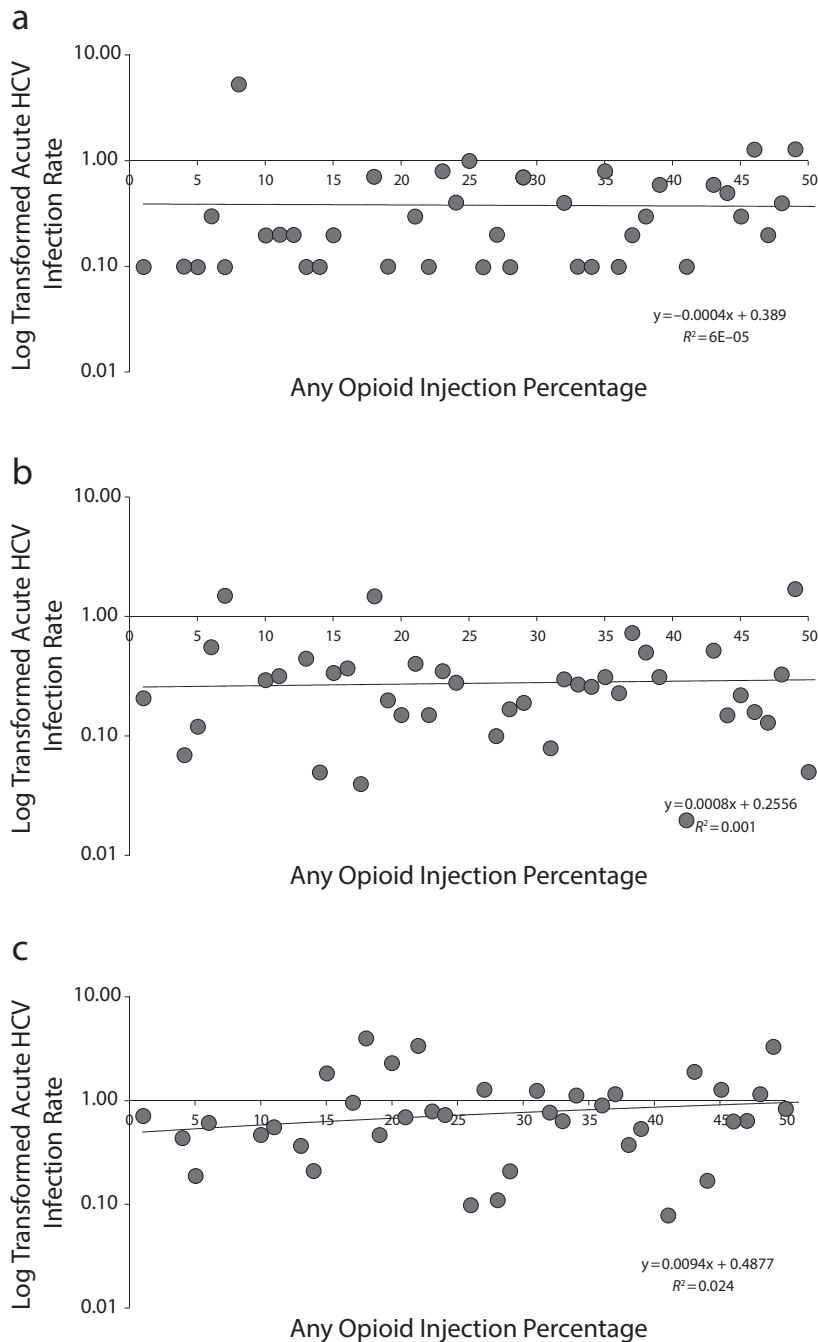 a
Log Transformed Acute HCV
Infection Rate
10.00
1.00
0 5 10 15 20 25 30 35 40 45 50
0.10
y=–0.0004x + 0.389
R²=6E–05
0.01
Any Opioid Injection Percentage
b
Log Transformed Acute HCV
Infection Rate
10.00
1.00
0 5 10 15 20 25 30 35 40 45 50
0.10
y=0.0008x + 0.2556
R²=0.001
0.01
Any Opioid Injection Percentage
c
Log Transformed Acute HCV
Infection Rate
10.00
1.00
0 5 10 15 20 25 30 35 40 45 50
0.10
y=0.0094x + 0.4877
R²=0.024
0.01
Any Opioid Injection Percentage